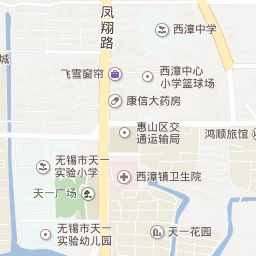 凤翔路
西漳中学
城
飞雪窗帘
西漳中心
小学篮球场
康信大药房
惠山区交
通运输局
鸿顺旅馆
无锡市天一
实验小学
西漳镇卫生院
天一广场
天一花园
无锡市天一
实验幼儿园